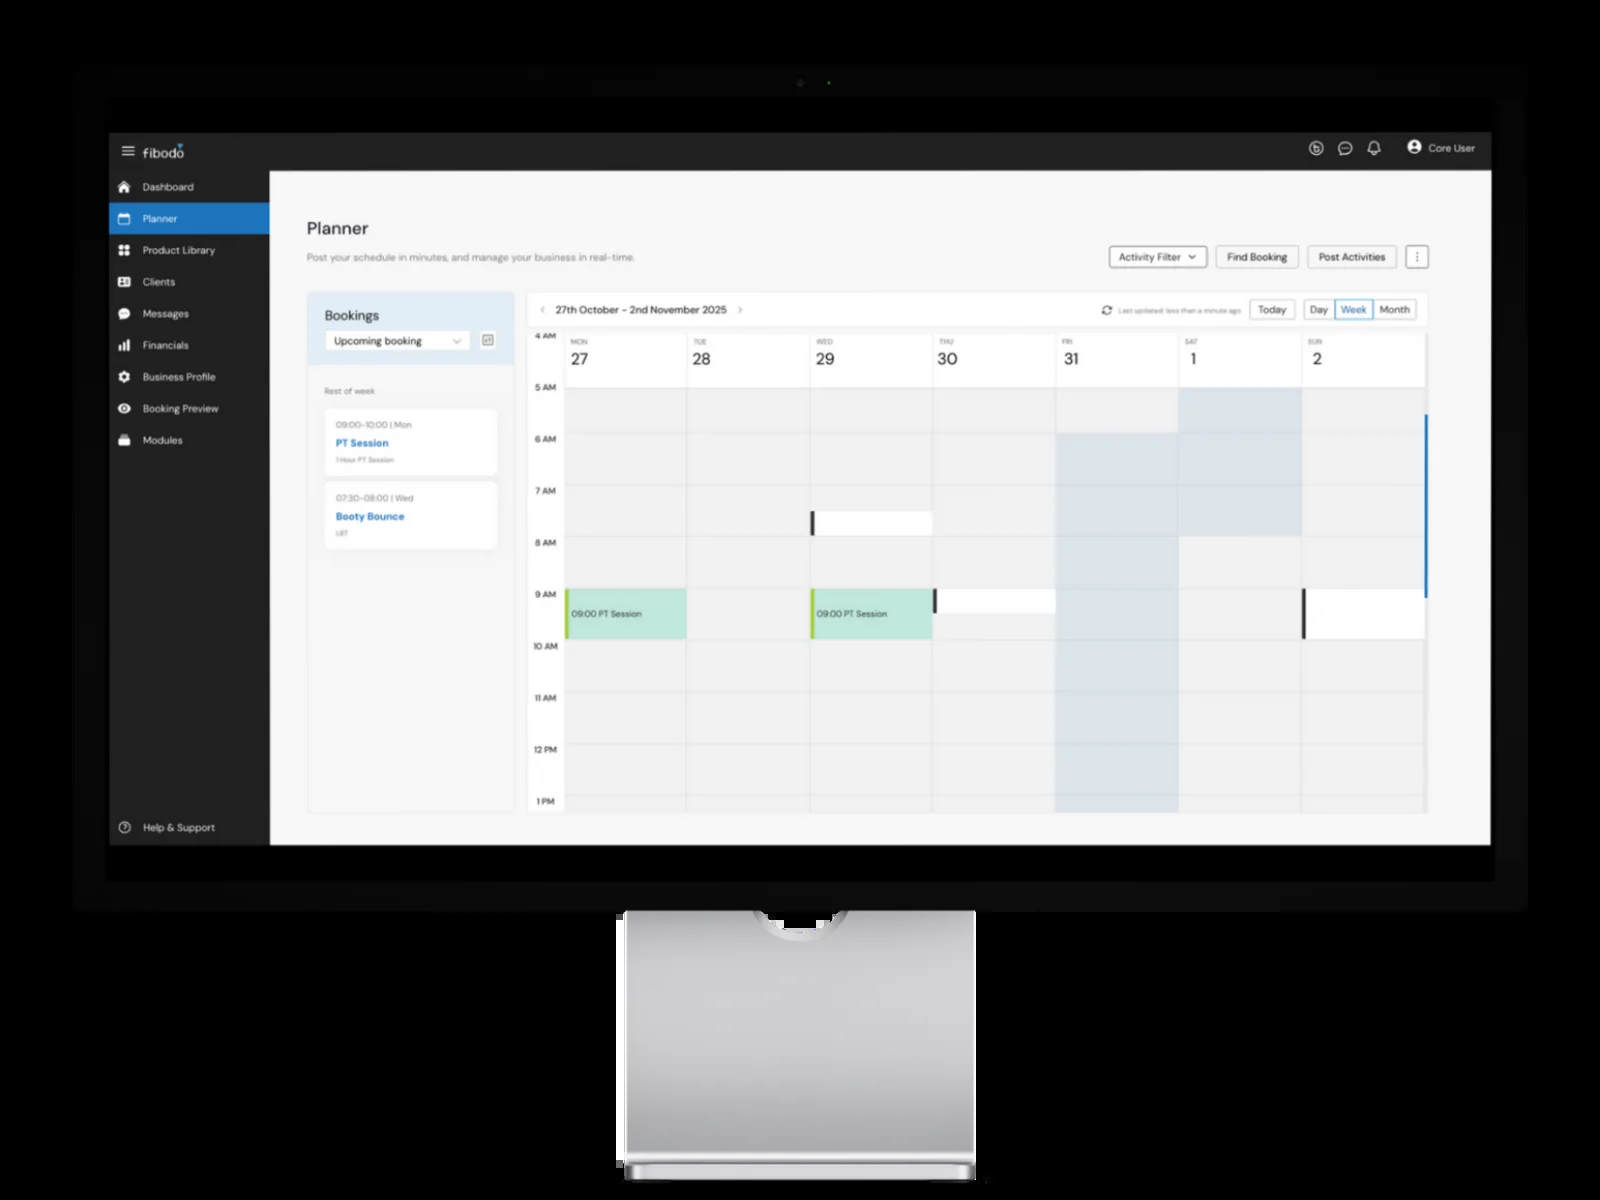 fibodo
Core User
Dashboard
Planner
Product Library
Clients
Messages
Financials
Business Profile
Booking Preview
Modules
Help & Support
Planner
Post your schedule in minutes, and manage your business in real-time.
Activity Filter
Find Booking
Post Activities
Bookings
Upcoming booking
Rest of week
09:00-10:00 | Mon
PT Session
1 Hour PT Session
07:30-08:00 | Wed
Booty Bounce
LBT
27th October - 2nd November 2025
Last updated: less than a minute ago
Today
Day
Week
Month
MON
27
TUE
28
WED
29
THU
30
FRI
31
SAT
1
SUN
2
4 AM
5 AM
6 AM
7 AM
8 AM
9 AM
10 AM
11 AM
12 PM
1 PM
09:00 PT Session
09:00 PT Session